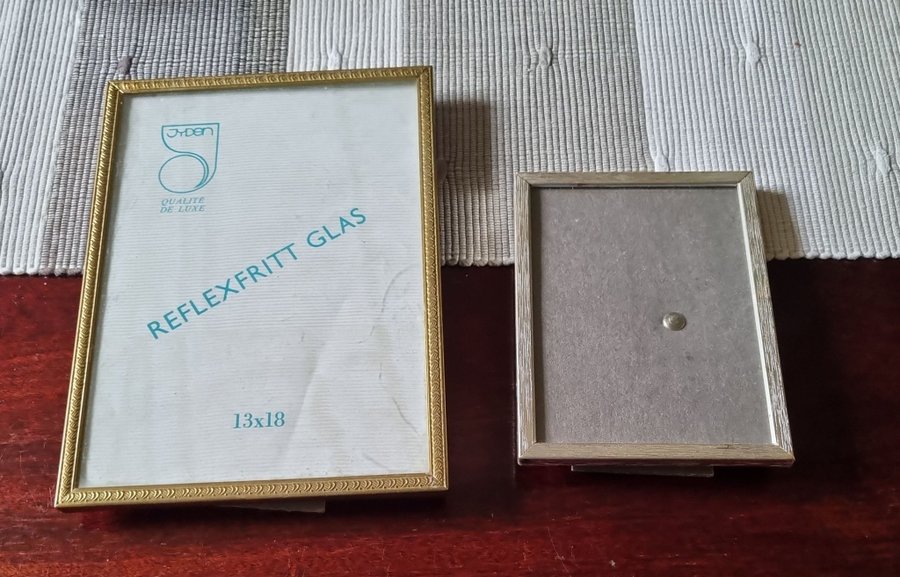 JYDEN
QUALITÉ
DE LUXE
REFLEXFRITT GLAS
13x18